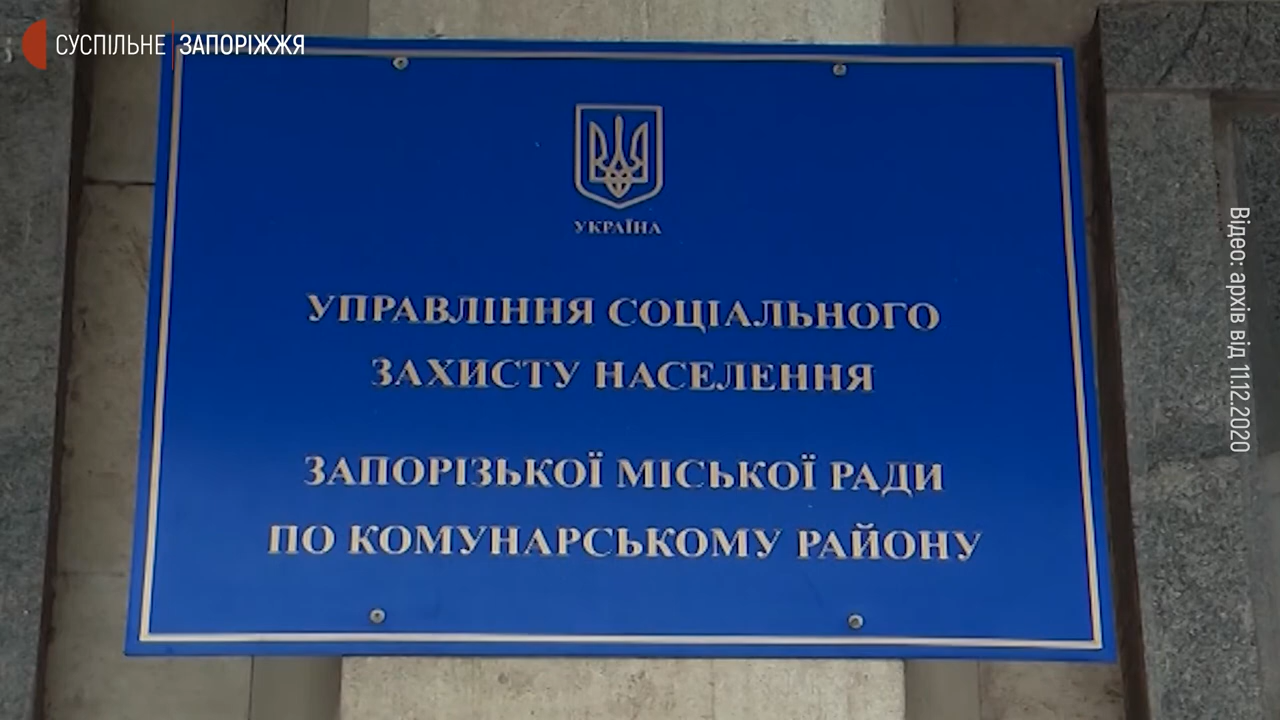 СУСПІЛЬНЕ ЗАПОРІЖЖЯ
УКРАЇНА
УПРАВЛІННЯ СОЦІАЛЬНОГО
ЗАХИСТУ НАСЕЛЕННЯ
ЗАПОРІЗЬКОЇ МІСЬКОЇ РАДИ
ПО КОМУНАРСЬКОМУ РАЙОНУ
Відео: архів від 11.12.2020